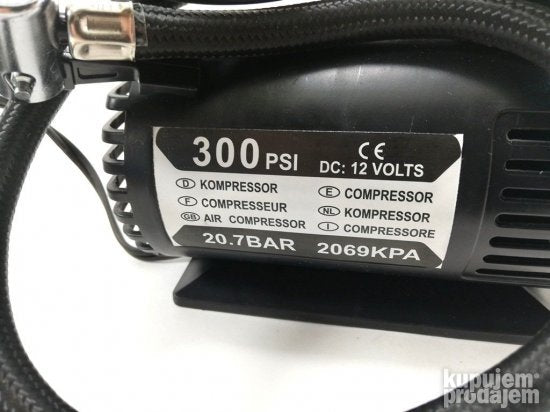 300 PSI
CE
DC: 12 VOLTS
D KOMPRESSOR
E COMPRESSOR
F COMPRESSEUR
NL KOMPRESSOR
GB AIR COMPRESSOR
I COMPRESSORE
20.7BAR 2069KPA
kupujem
prodajem